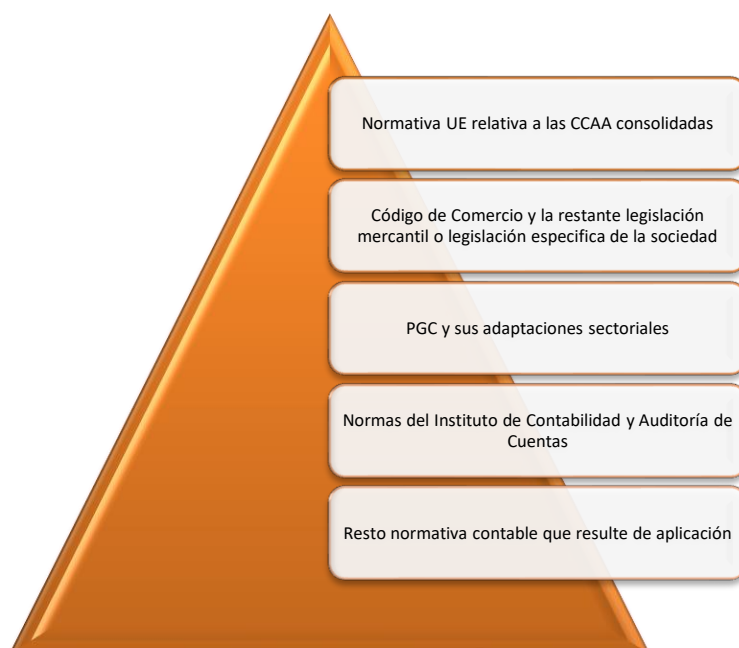 Normativa UE relativa a las CCAA consolidadas
Código de Comercio y la restante legislación
mercantil o legislación especifica de la sociedad
PGC y sus adaptaciones sectoriales
Normas del Instituto de Contabilidad y Auditoría de
Cuentas
Resto normativa contable que resulte de aplicación